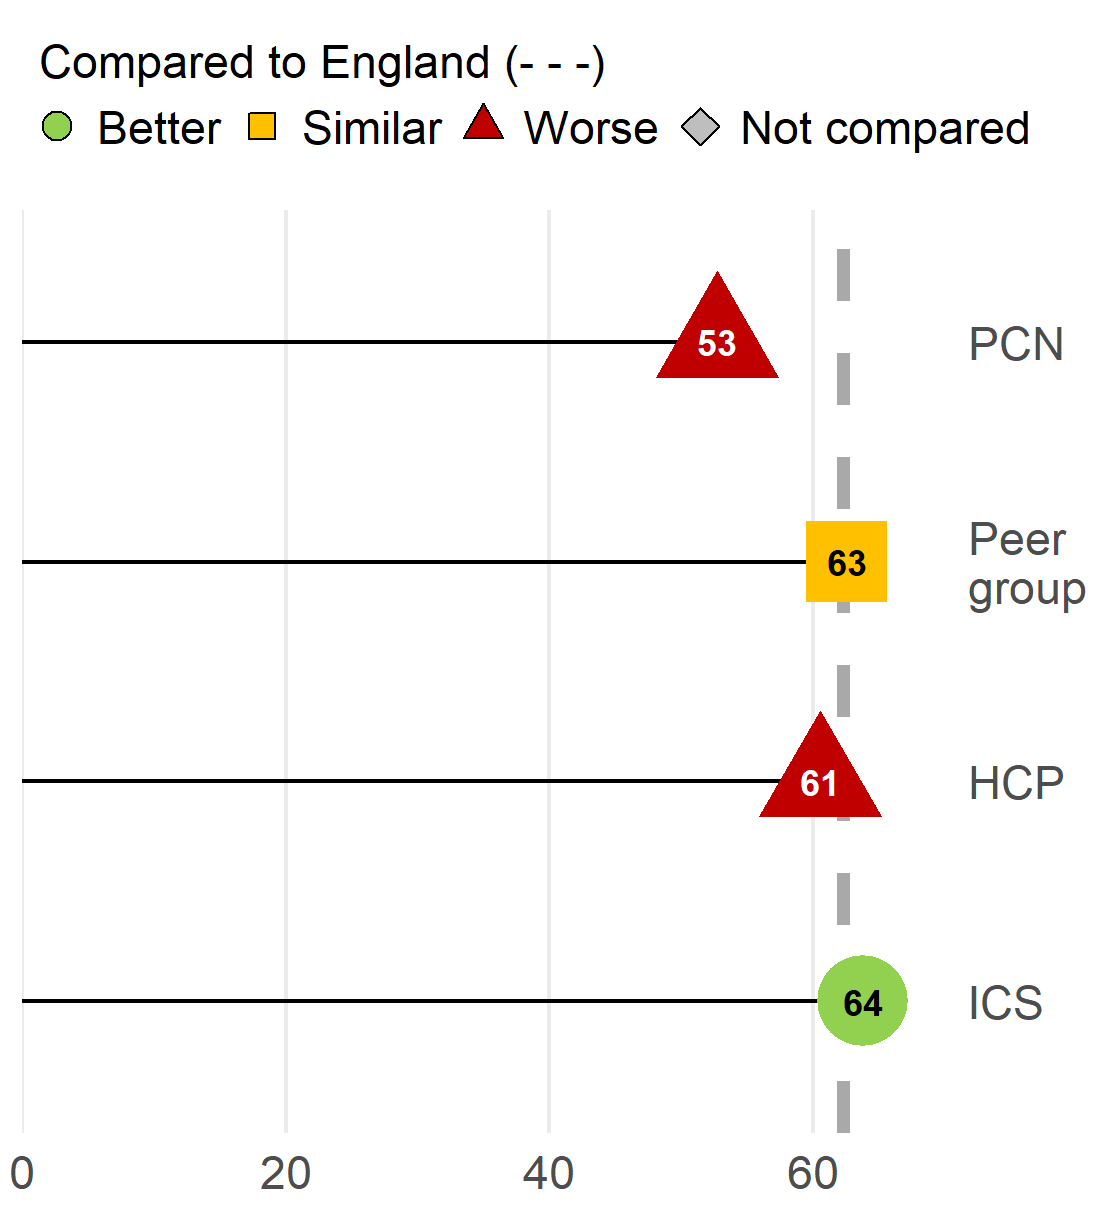 Compared to England (- - -)
Better Similar Worse Not compared
53 PCN
63 Peer
group
61 HCP
64 ICS
0 20 40 60